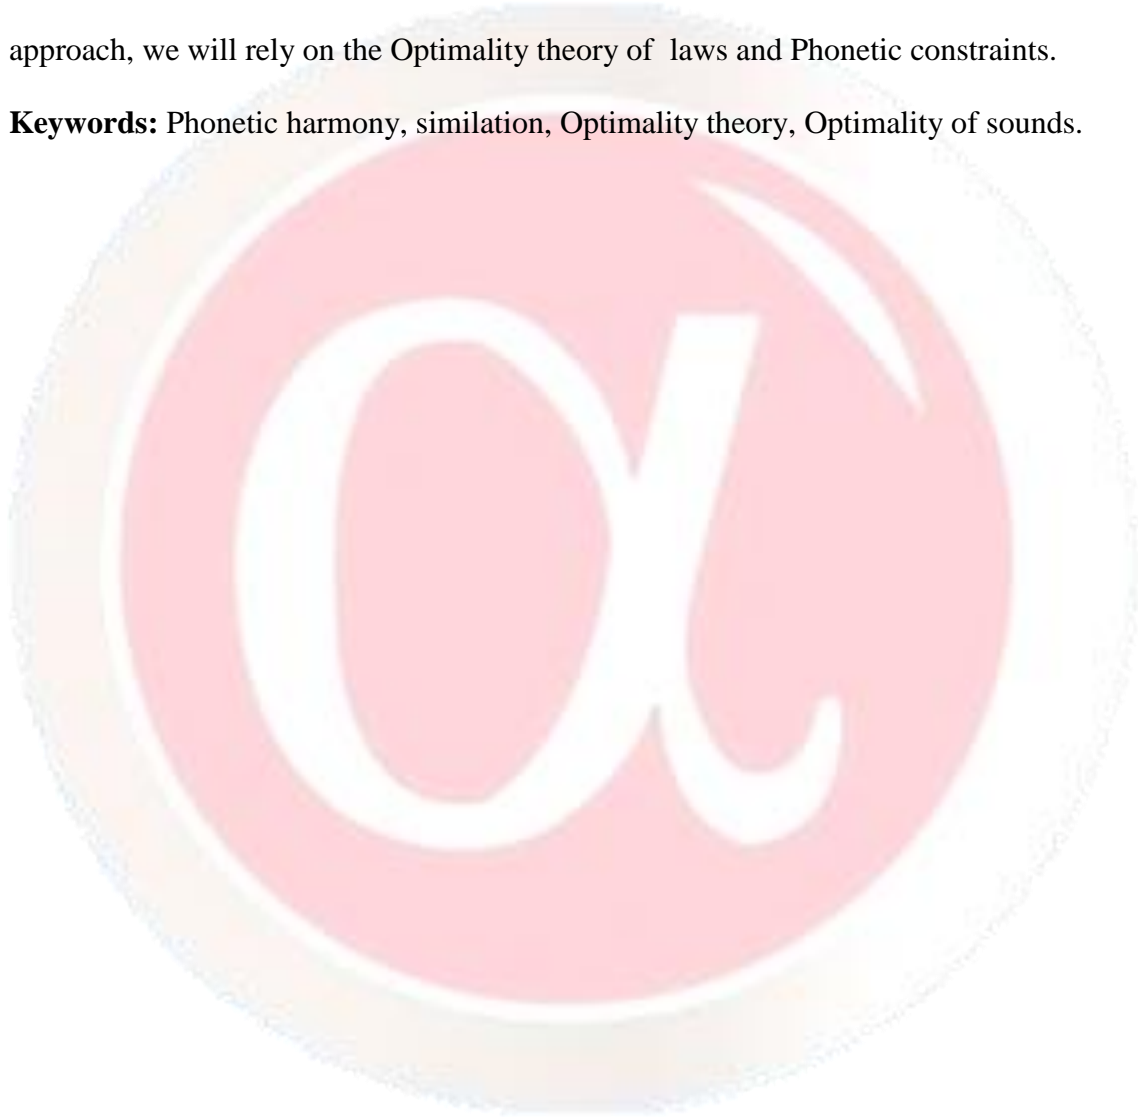 approach, we will rely on the Optimality theory of  laws and Phonetic constraints.
Keywords: Phonetic harmony, similation, Optimality theory, Optimality of sounds.
α